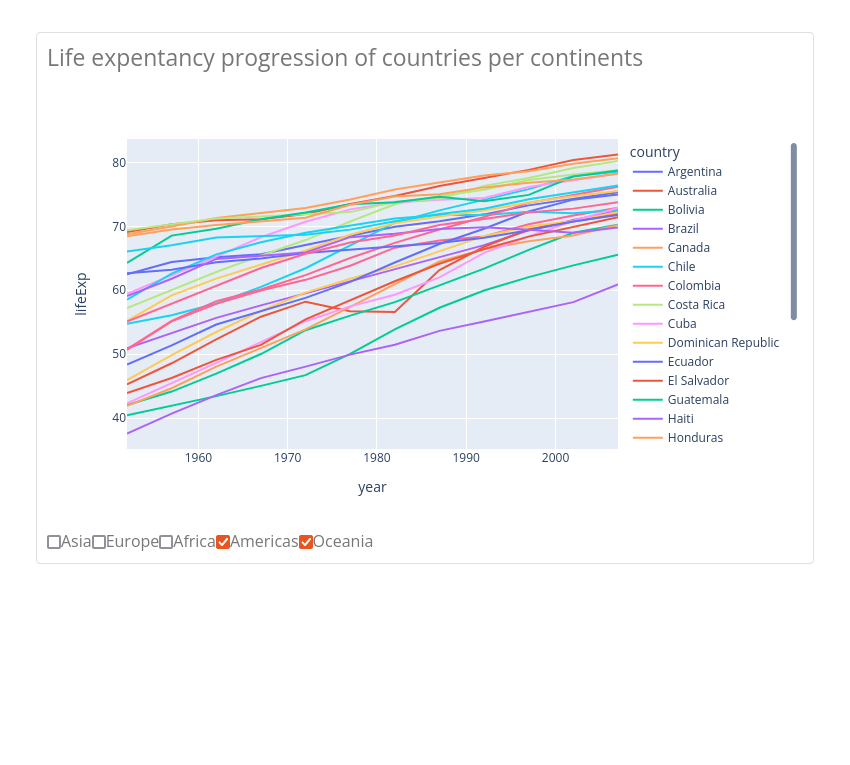 Life expentancy progression of countries per continents
country
Argentina
Australia
Bolivia
Brazil
Canada
Chile
Colombia
Costa Rica
Cuba
Dominican Republic
Ecuador
El Salvador
Guatemala
Haiti
Honduras
80
70
60
50
40
lifeExp
1960 1970 1980 1990 2000
year
Asia Europe Africa Americas Oceania